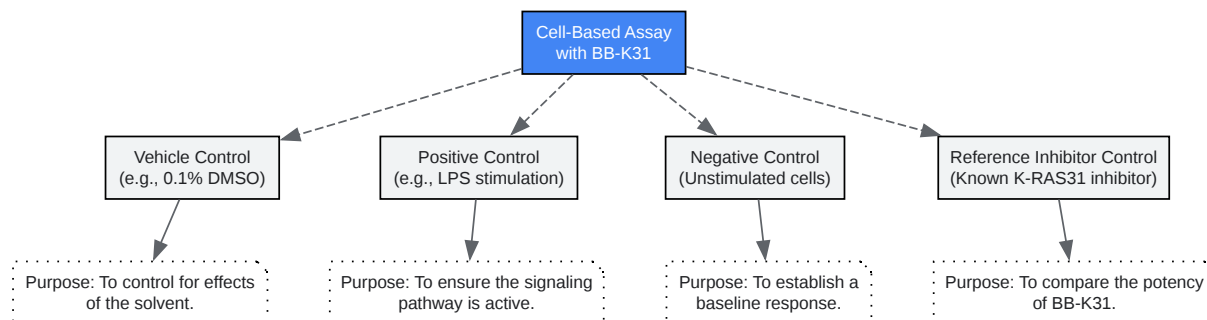 Cell-Based Assay
with BB-K31
Vehicle Control
(e.g., 0.1% DMSO)
Positive Control
(e.g., LPS stimulation)
Negative Control
(Unstimulated cells)
Reference Inhibitor Control
(Known K-RAS31 inhibitor)
Purpose: To control for effects
of the solvent.
Purpose: To ensure the signaling
pathway is active.
Purpose: To establish a
baseline response.
Purpose: To compare the potency
of BB-K31.